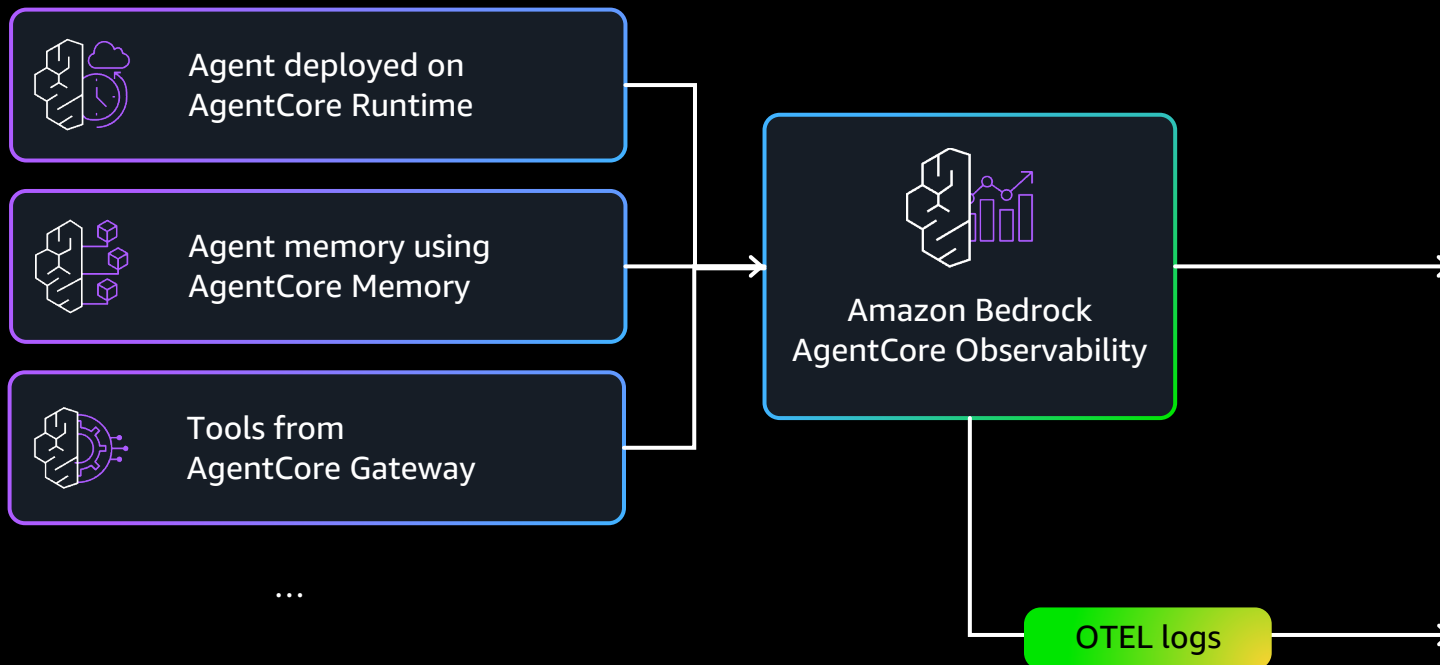 Agent deployed on
AgentCore Runtime
Agent memory using
AgentCore Memory
Tools from
AgentCore Gateway
...
Amazon Bedrock
AgentCore Observability
OTEL logs